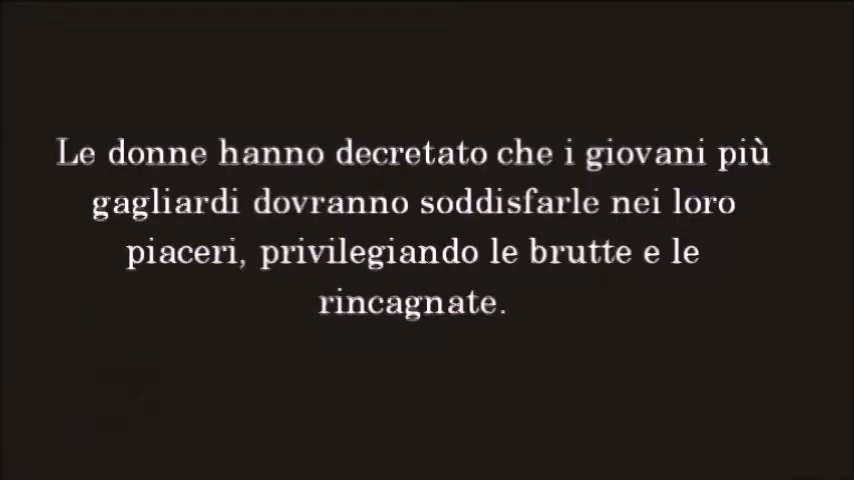 Le donne hanno decretato che i giovani più
gagliardi dovranno soddisfarle nei loro
piaceri, privilegiando le brutte e le
rincagnate.